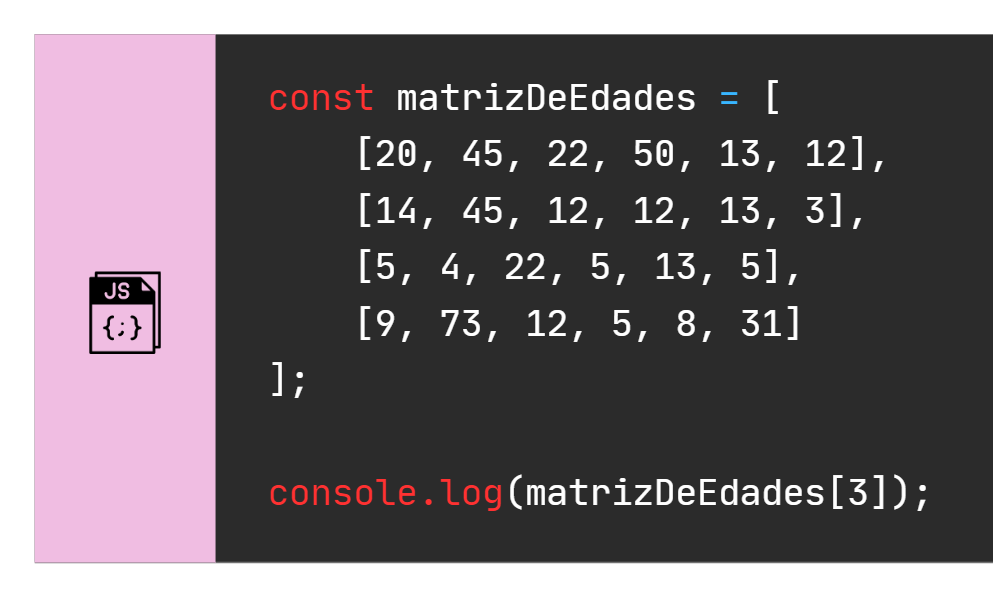 const matrizDeEdades = [
    [20, 45, 22, 50, 13, 12],
    [14, 45, 12, 12, 13, 3],
    [5, 4, 22, 5, 13, 5],
    [9, 73, 12, 5, 8, 31]
];
JS
{;}
console.log(matrizDeEdades[3]);